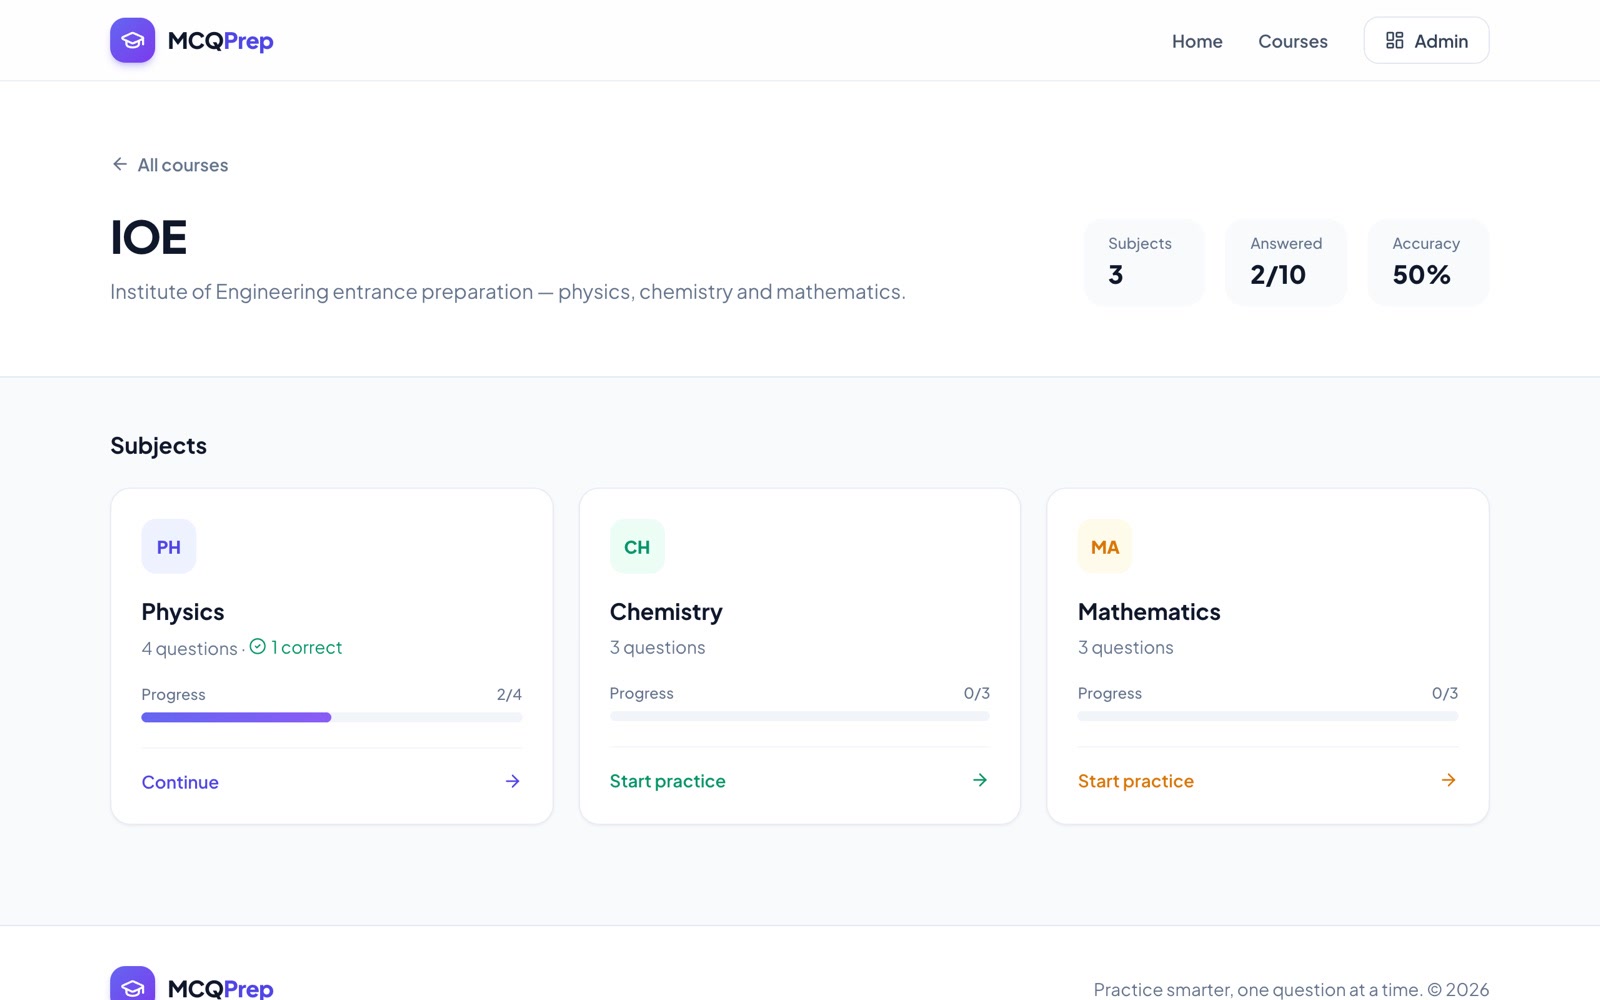 MCQPrep
Home
Courses
Admin
All courses
IOE
Institute of Engineering entrance preparation — physics, chemistry and mathematics.
Subjects
3
Answered
2/10
Accuracy
50%
Subjects
PH
Physics
4 questions · 1 correct
Progress 2/4
Continue
CH
Chemistry
3 questions
Progress 0/3
Start practice
MA
Mathematics
3 questions
Progress 0/3
Start practice
MCQPrep
Practice smarter, one question at a time. © 2026